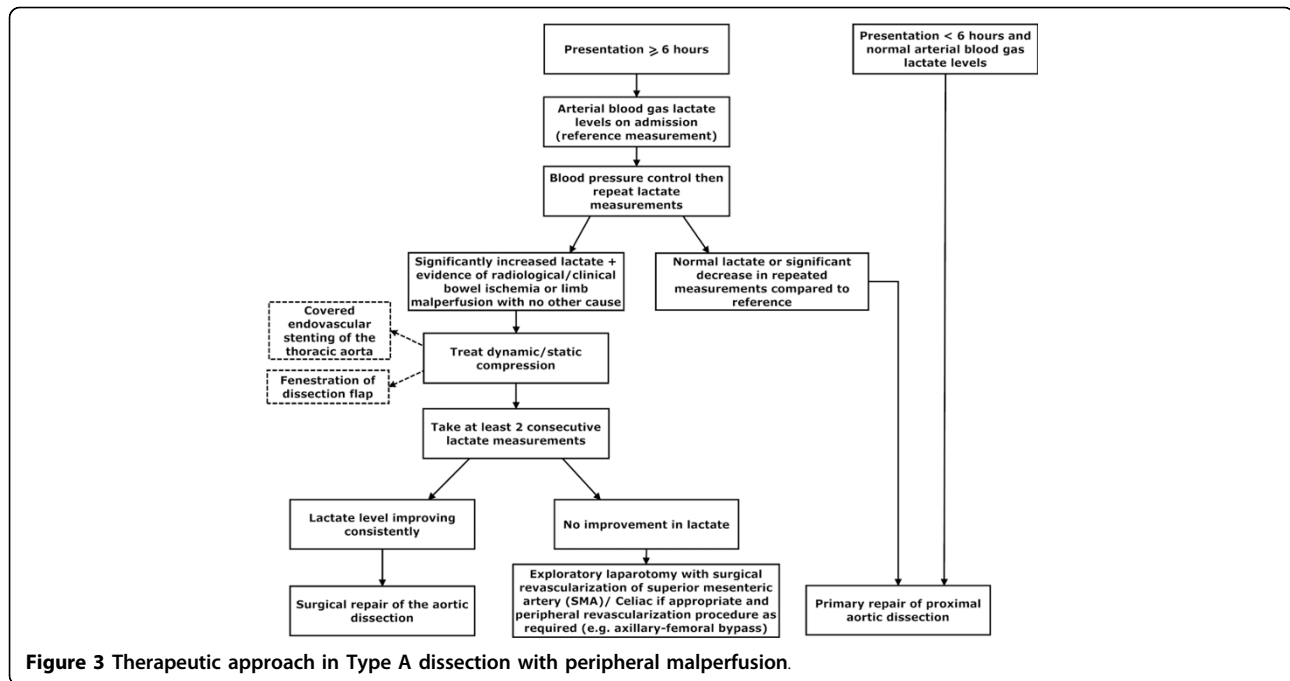 Presentation ⩾ 6 hours
Presentation < 6 hours and
normal arterial blood gas
lactate levels
Arterial blood gas lactate
levels on admission
(reference measurement)
Blood pressure control then
repeat lactate
measurements
Significantly increased lactate +
evidence of radiological/clinical
bowel ischemia or limb
malperfusion with no other cause
Normal lactate or significant
decrease in repeated
measurements compared to
reference
Covered
endovascular
stenting of the
thoracic aorta
Treat dynamic/static
compression
Fenestration of
dissection flap
Take at least 2 consecutive
lactate measurements
Lactate level improving
consistently
No improvement in lactate
Surgical repair of the aortic
dissection
Exploratory laparotomy with surgical
revascularization of superior mesenteric
artery (SMA)/ Celiac if appropriate and
peripheral revascularization procedure as
required (e.g. axillary-femoral bypass)
Primary repair of proximal
aortic dissection
Figure 3 Therapeutic approach in Type A dissection with peripheral malperfusion.